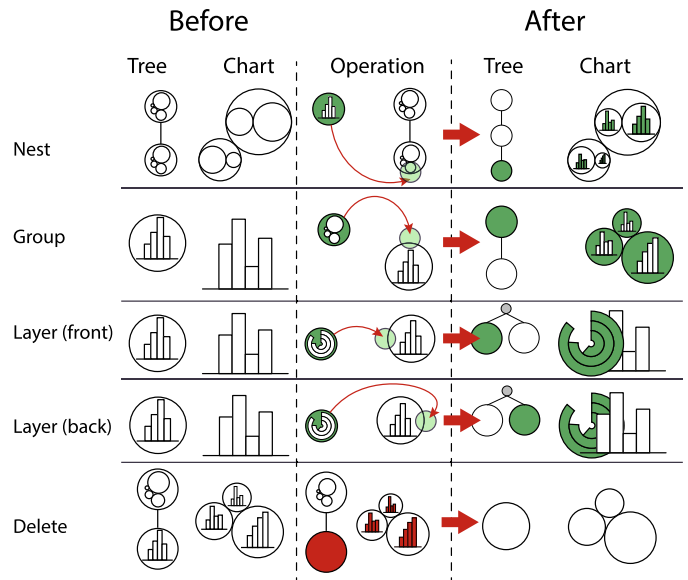 Before After
Tree Chart Operation Tree Chart
Nest
Group
Layer (front)
Layer (back)
Delete